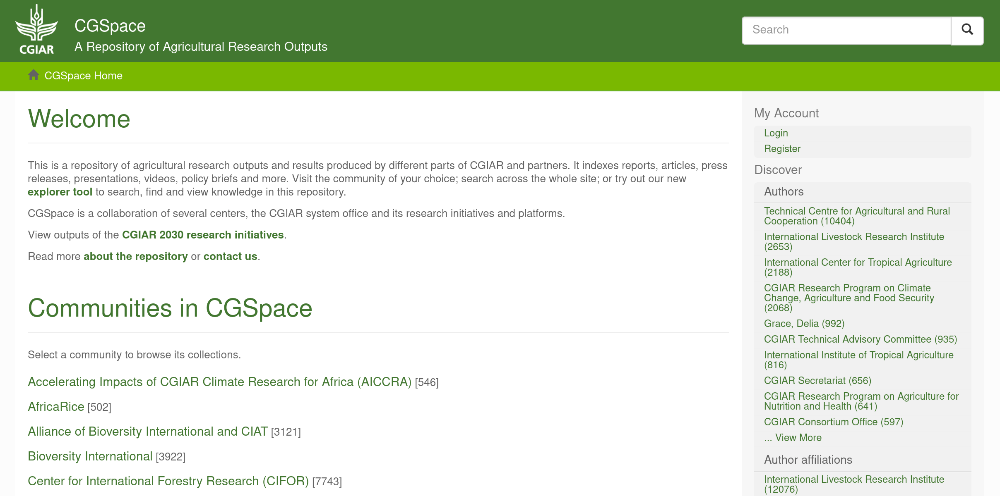 CGIAR
CGSpace
A Repository of Agricultural Research Outputs
Search
CGSpace Home
Welcome
This is a repository of agricultural research outputs and results produced by different parts of CGIAR and partners. It indexes reports, articles, press
releases, presentations, videos, policy briefs and more. Visit the community of your choice; search across the whole site; or try out our new
explorer tool to search, find and view knowledge in this repository.
CGSpace is a collaboration of several centers, the CGIAR system office and its research initiatives and platforms.
View outputs of the CGIAR 2030 research initiatives.
Read more about the repository or contact us.
Communities in CGSpace
Select a community to browse its collections.
Accelerating Impacts of CGIAR Climate Research for Africa (AICCRA) [546]
AfricaRice [502]
Alliance of Bioversity International and CIAT [3121]
Bioversity International [3922]
Center for International Forestry Research (CIFOR) [7743]
My Account
Login
Register
Discover
Authors
Technical Centre for Agricultural and Rural
Cooperation (10404)
International Livestock Research Institute
(2653)
International Center for Tropical Agriculture
(2188)
CGIAR Research Program on Climate
Change, Agriculture and Food Security
(2068)
Grace, Delia (992)
CGIAR Technical Advisory Committee (935)
International Institute of Tropical Agriculture
(816)
CGIAR Secretariat (656)
CGIAR Research Program on Agriculture for
Nutrition and Health (641)
CGIAR Consortium Office (597)
... View More
Author affiliations
International Livestock Research Institute
(12076)